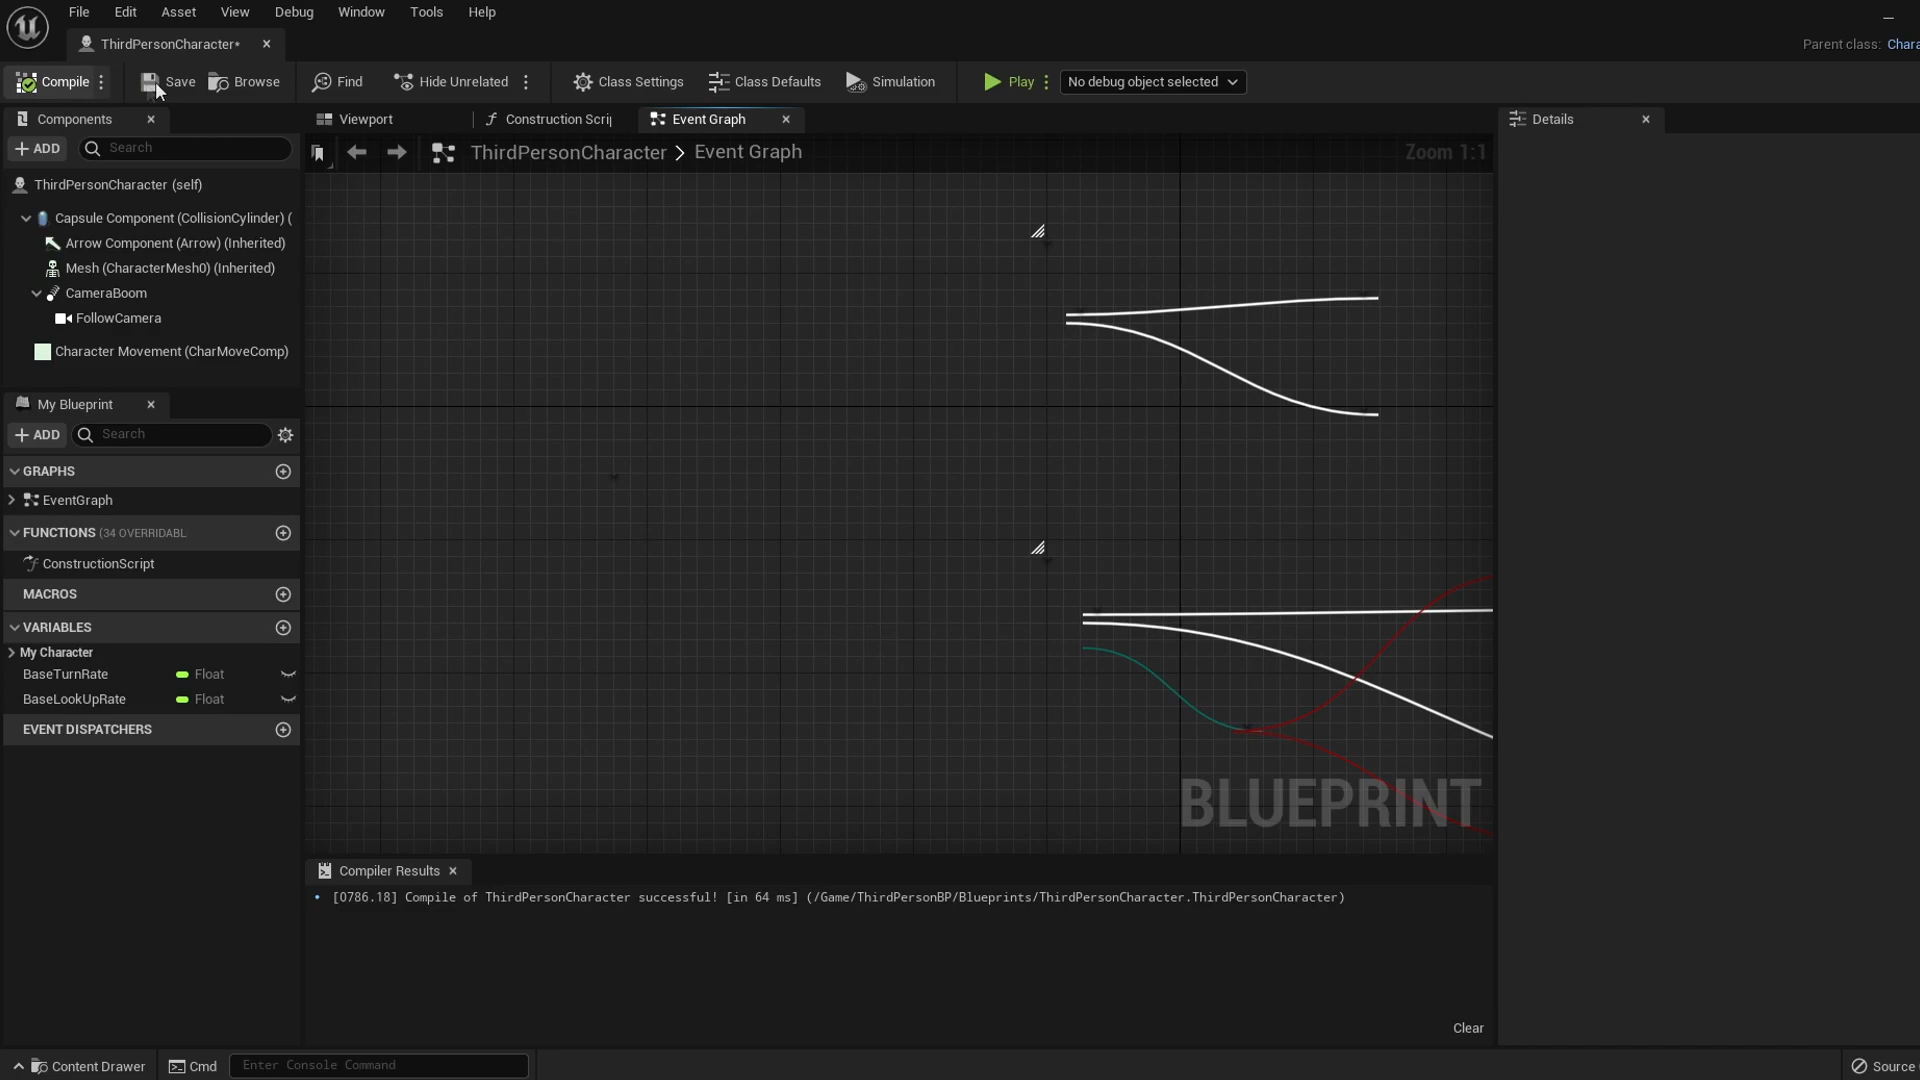 File Edit Asset View Debug Window Tools Help
ThirdPersonCharacter*
Parent class: Chara
Compile Save Browse Find Hide Unrelated Class Settings Class Defaults Simulation Play No debug object selected
Components
Viewport Construction Scrip Event Graph
Details
+ ADD Search
ThirdPersonCharacter > Event Graph
Zoom 1:1
ThirdPersonCharacter (self)
Capsule Component (CollisionCylinder) (
Arrow Component (Arrow) (Inherited)
Mesh (CharacterMesh0) (Inherited)
CameraBoom
FollowCamera
Character Movement (CharMoveComp)
My Blueprint
+ ADD Search
GRAPHS
EventGraph
FUNCTIONS (34 OVERRIDABL
ConstructionScript
MACROS
VARIABLES
My Character
BaseTurnRate Float
BaseLookUpRate Float
EVENT DISPATCHERS
BLUEPRINT
Compiler Results
• [0786.18] Compile of ThirdPersonCharacter successful! [in 64 ms] (/Game/ThirdPersonBP/Blueprints/ThirdPersonCharacter.ThirdPersonCharacter)
Clear
Content Drawer Cmd Enter Console Command
Source